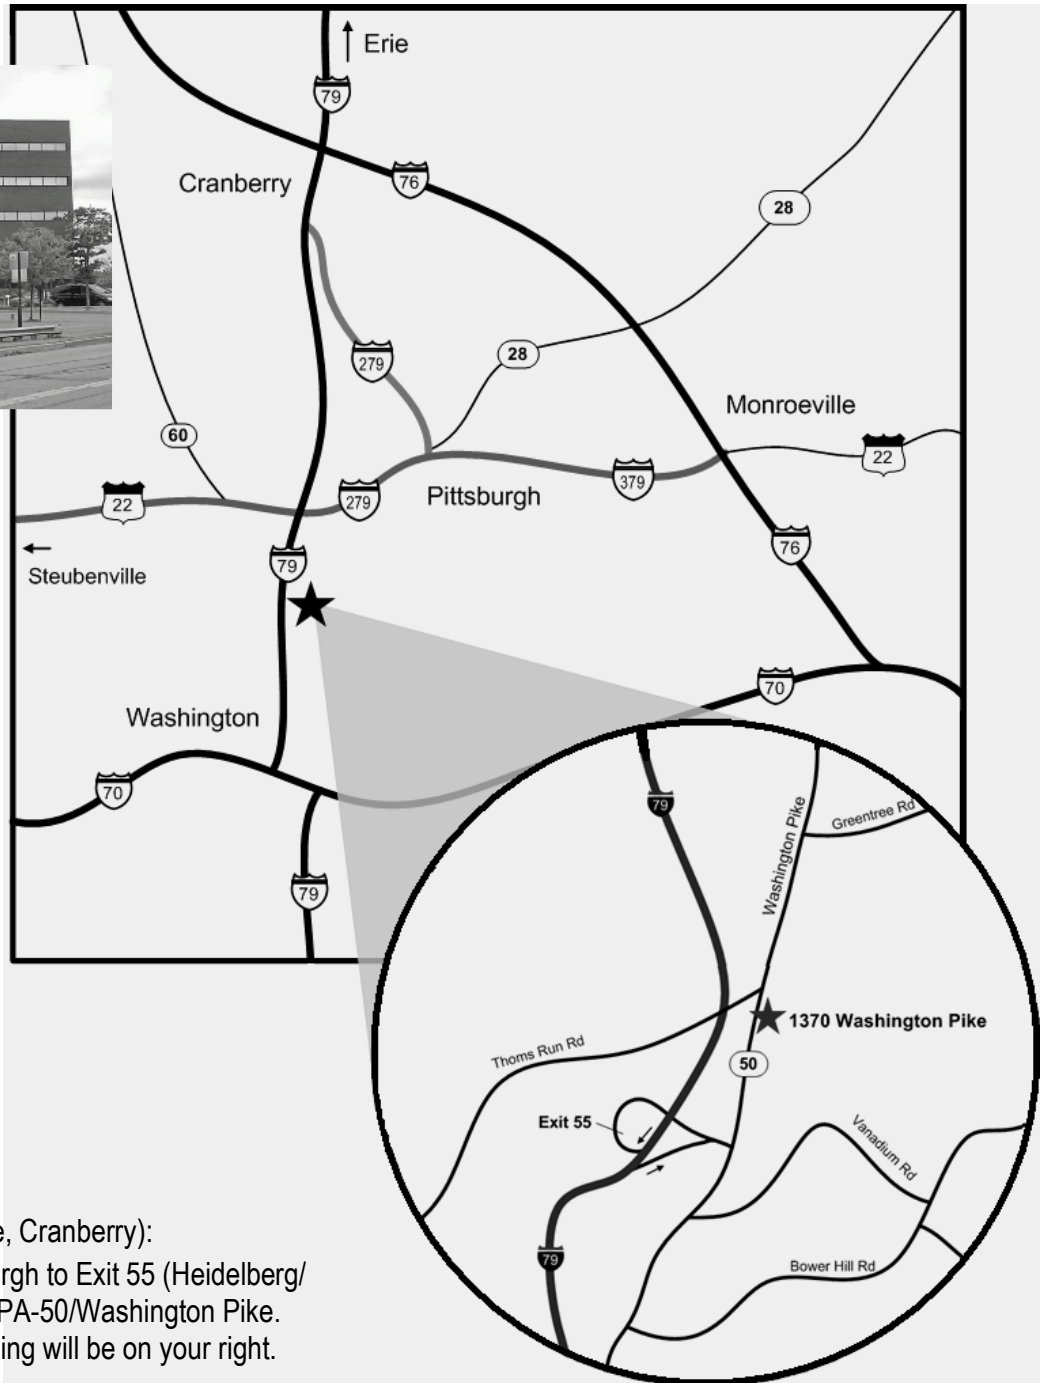 Erie
79
Cranberry
76
28
279
28
Monroeville
60
22
22
279
379
Pittsburgh
79
76
Steubenville
70
Washington
70
79
79
Washington Pike
Greentree Rd
1370 Washington Pike
Thoms Run Rd
50
Exit 55
Vanadium Rd
79
Bower Hill Rd
, Cranberry):
rgh to Exit 55 (Heidelberg/
PA-50/Washington Pike.
ing will be on your right.